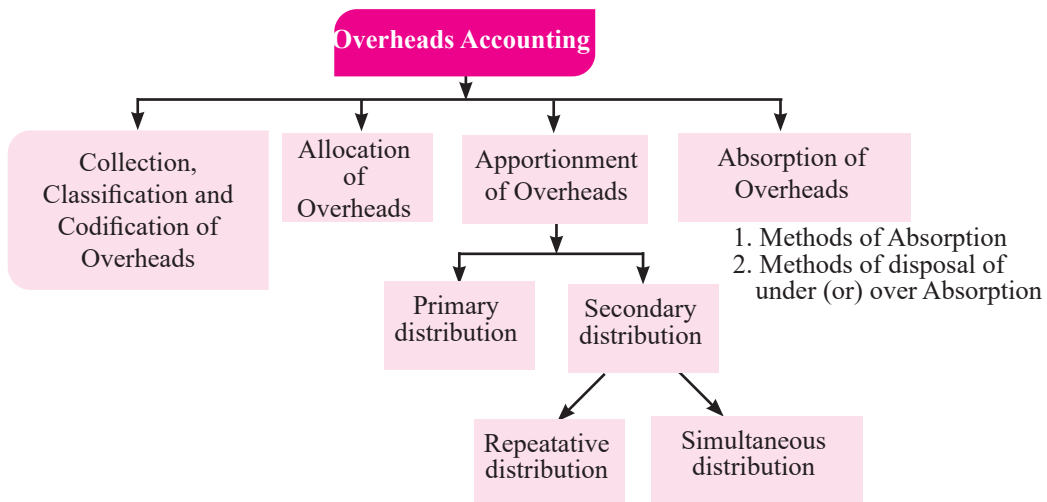 Overheads Accounting
Collection,
Classification and
Codification of
Overheads
Allocation
of
Overheads
Apportionment
of Overheads
Absorption of
Overheads
1. Methods of Absorption
2. Methods of disposal of
under (or) over Absorption
Primary
distribution
Secondary
distribution
Repeatative
distribution
Simultaneous
distribution